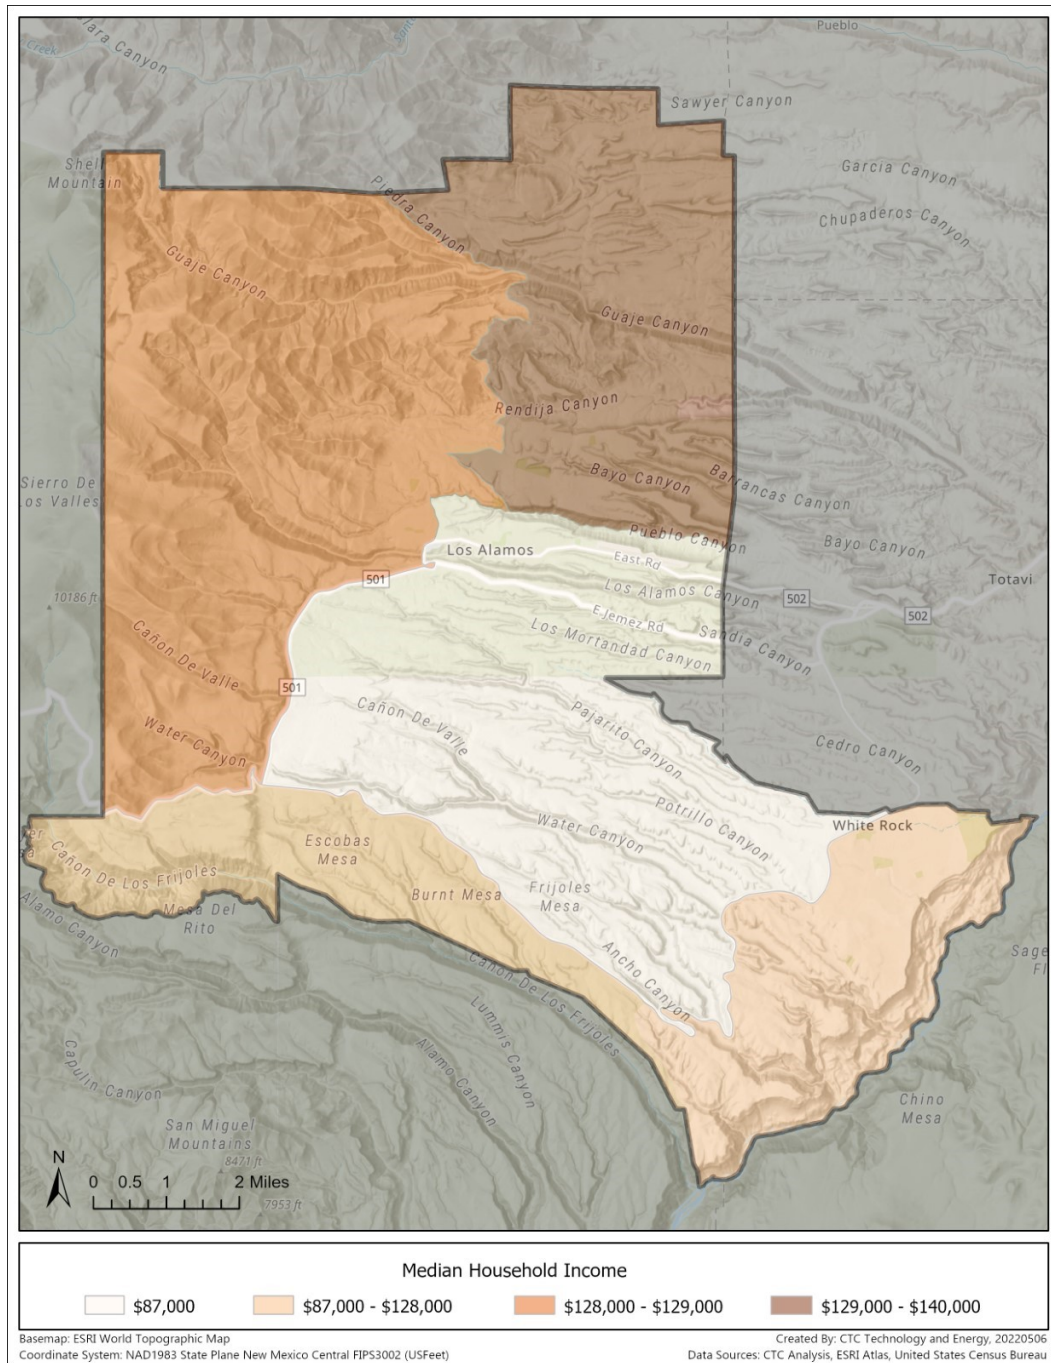 Pueblo
Clara Canyon
Creek
Sant
Sawyer Canyon
Shell
Mountain
Garcia Canyon
Piedra Canyon
Chupaderos Canyon
Guaje Canyon
Guaje Canyon
Rendija Canyon
Sierro De
Los Valles
Bayo Canyon
Barrancas Canyon
Pueblo Canyon
Bayo Canyon
Los Alamos
East Rd
501
Totavi
Los Alamos Canyon
502
502
10186 ft
E Jemez Rd
Sandia Canyon
Los Mortandad Canyon
Cañon De Valle
501
Cañon De Valle
Pajarito Canyon
Water Canyon
Cedro Canyon
Potrillo Canyon
White Rock
Water Canyon
Escobas
Mesa
Cañon De Los Frijoles
Burnt Mesa
Frijoles
Mesa
Mesa Del
Rito
Alamo Canyon
Ancho Canyon
Cañon De Los Frijoles
Sage
Fl
Lummis Canyon
Alamo Canyon
Capulin Canyon
Chino
Mesa
San Miguel
Mountains
8471 ft
N
0 0.5 1 2 Miles
7953 ft
Median Household Income
$87,000 $87,000 - $128,000 $128,000 - $129,000 $129,000 - $140,000
Basemap: ESRI World Topographic Map
Coordinate System: NAD1983 State Plane New Mexico Central FIPS3002 (USFeet)
Created By: CTC Technology and Energy, 20220506
Data Sources: CTC Analysis, ESRI Atlas, United States Census Bureau